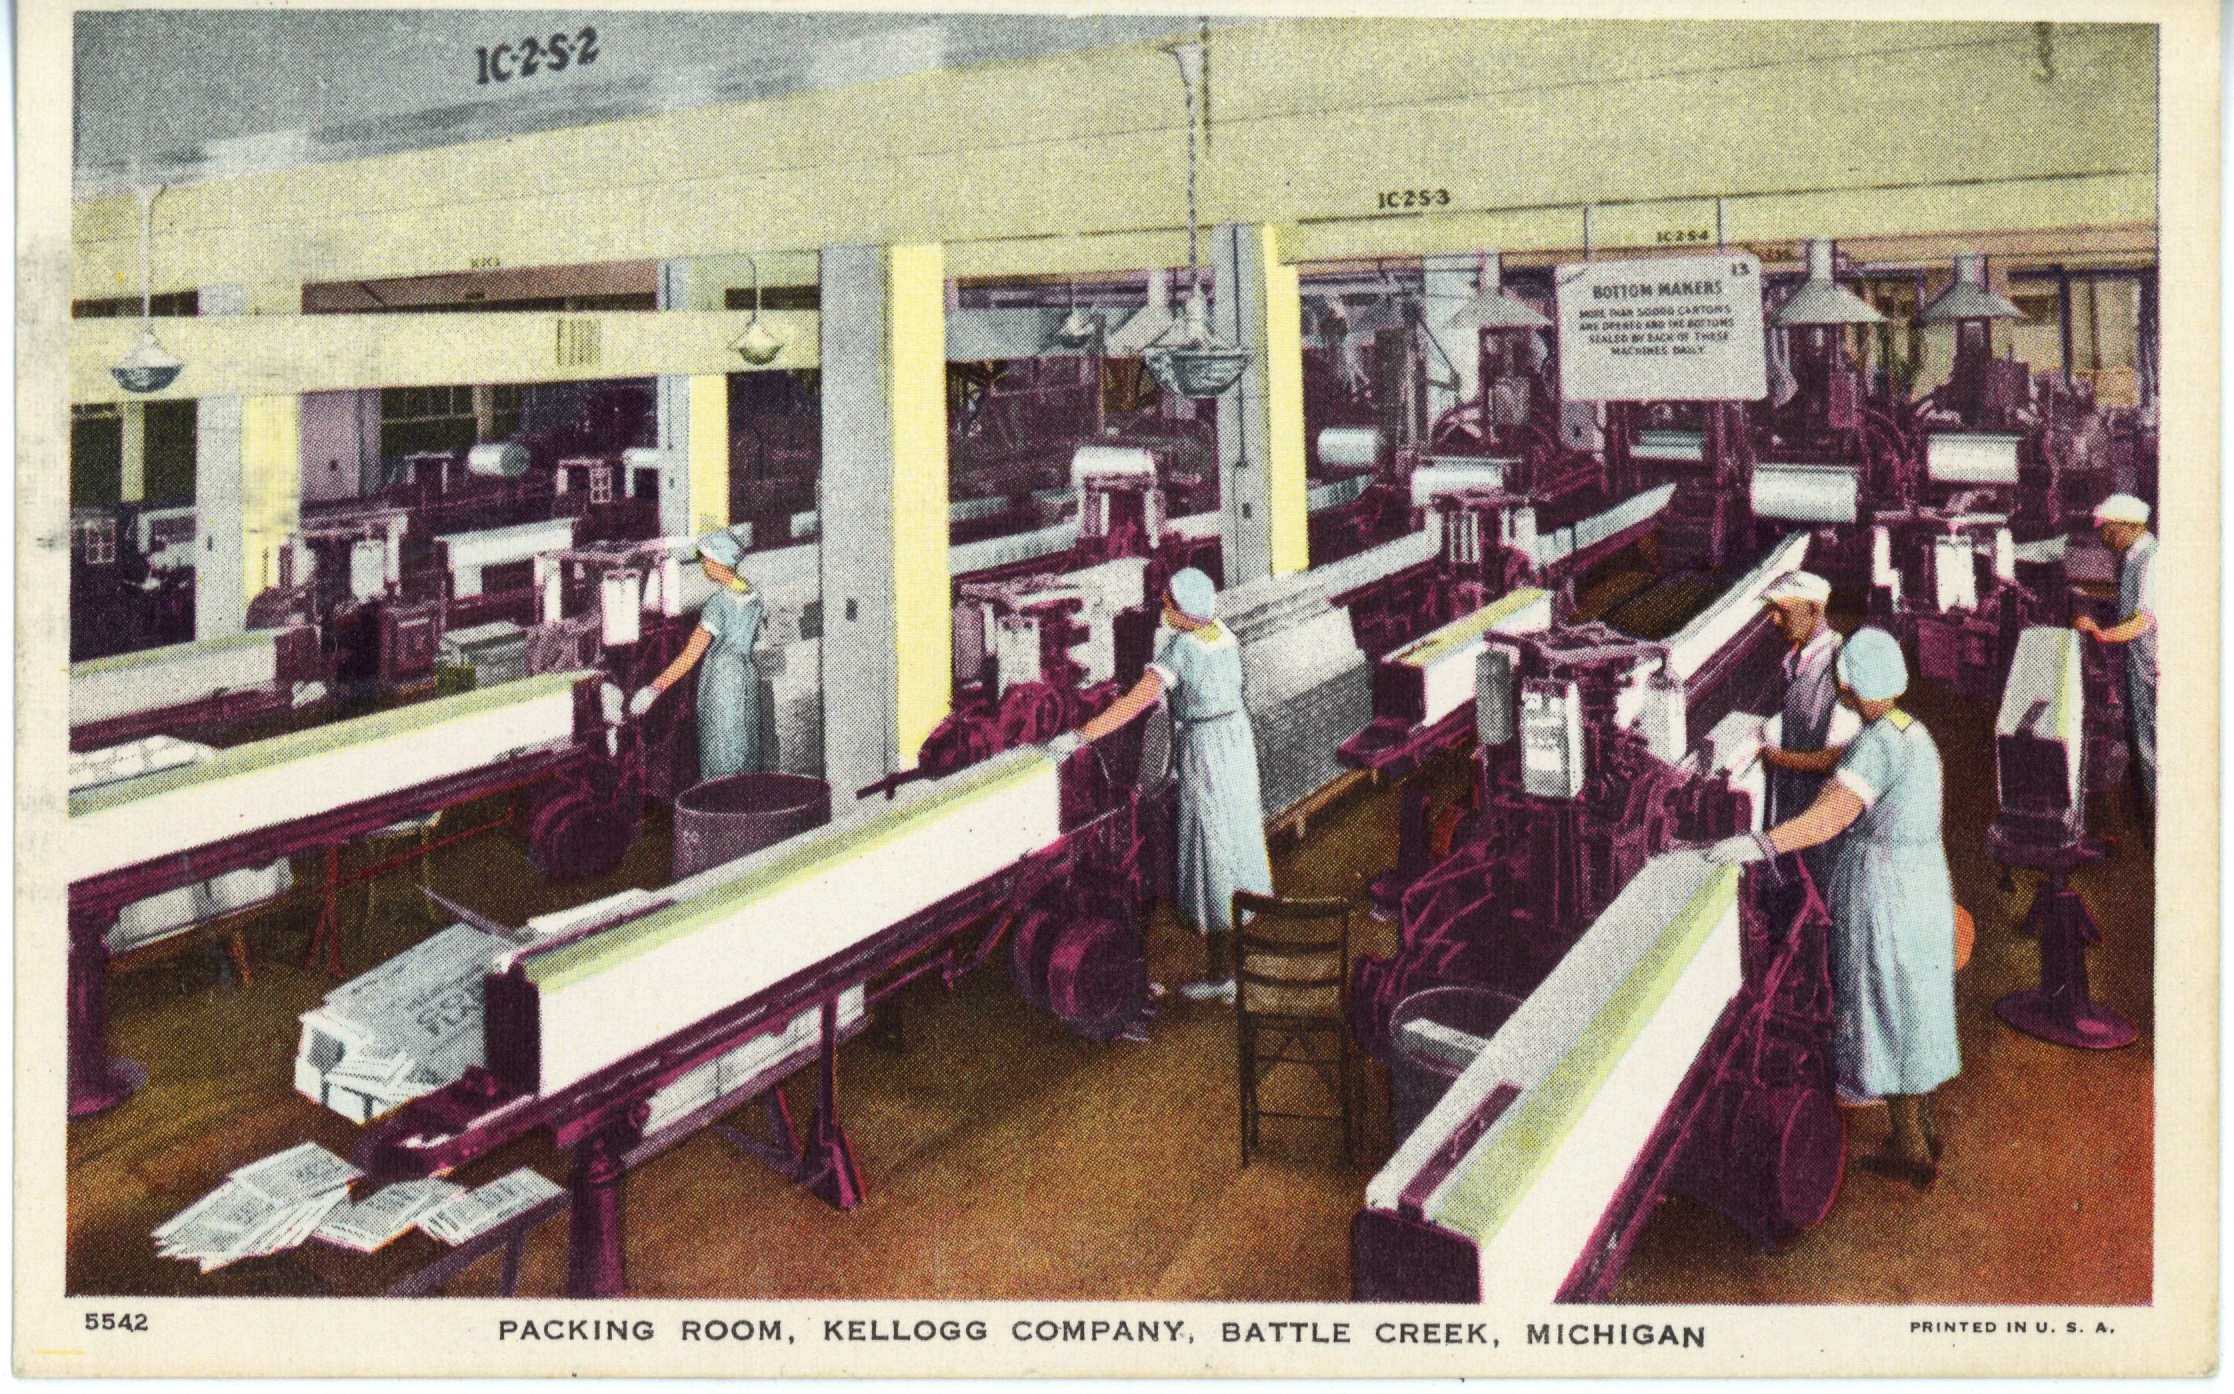 IC-2-S-2
IC-2-S-3
IC-2-S-4
13
BOTTOM MAKERS
MORE THAN 50000 CARTONS
ARE OPENED AND THE BOTTOMS
SEALED BY EACH OF THESE
MACHINES DAILY
5542
PACKING ROOM, KELLOGG COMPANY, BATTLE CREEK, MICHIGAN
PRINTED IN U. S. A.